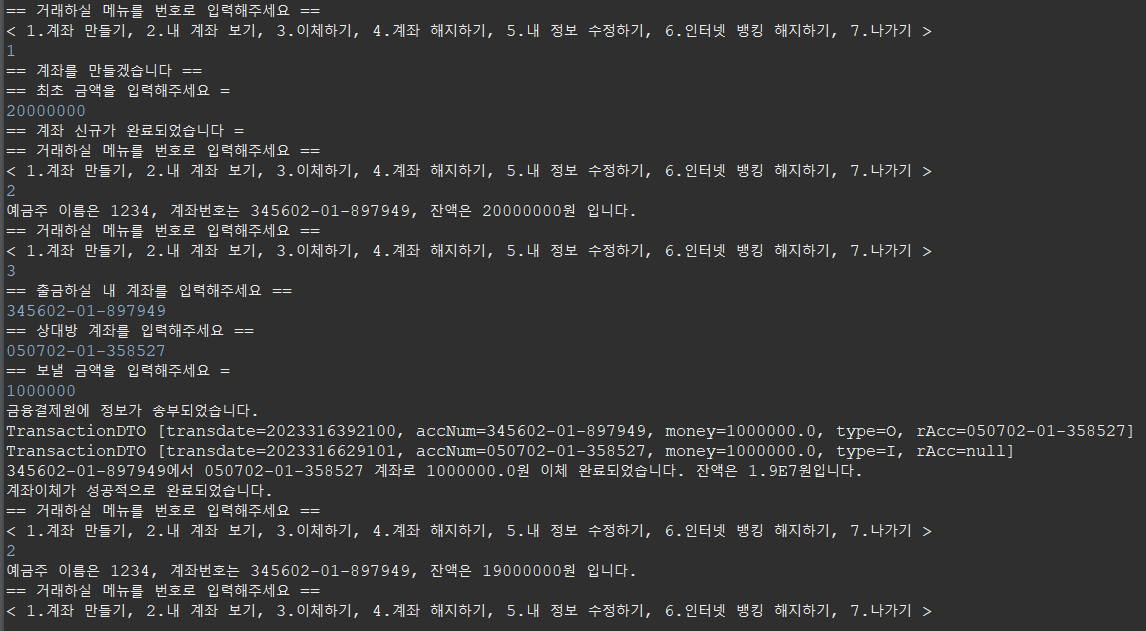 == 거래하실 메뉴를 번호로 입력해주세요 ==
< 1.계좌 만들기, 2.내 계좌 보기, 3.이체하기, 4.계좌 해지하기, 5.내 정보 수정하기, 6.인터넷 뱅킹 해지하기, 7.나가기 >
1
== 계좌를 만들겠습니다 ==
== 최초 금액을 입력해주세요 =
20000000
== 계좌 신규가 완료되었습니다 =
== 거래하실 메뉴를 번호로 입력해주세요 ==
< 1.계좌 만들기, 2.내 계좌 보기, 3.이체하기, 4.계좌 해지하기, 5.내 정보 수정하기, 6.인터넷 뱅킹 해지하기, 7.나가기 >
2
예금주 이름은 1234, 계좌번호는 345602-01-897949, 잔액은 20000000원 입니다.
== 거래하실 메뉴를 번호로 입력해주세요 ==
< 1.계좌 만들기, 2.내 계좌 보기, 3.이체하기, 4.계좌 해지하기, 5.내 정보 수정하기, 6.인터넷 뱅킹 해지하기, 7.나가기 >
3
== 출금하실 내 계좌를 입력해주세요 ==
345602-01-897949
== 상대방 계좌를 입력해주세요 ==
050702-01-358527
== 보낼 금액을 입력해주세요 =
1000000
금융결제원에 정보가 송부되었습니다.
TransactionDTO [transdate=2023316392100, accNum=345602-01-897949, money=1000000.0, type=O, rAcc=050702-01-358527]
TransactionDTO [transdate=2023316629101, accNum=050702-01-358527, money=1000000.0, type=I, rAcc=null]
345602-01-897949에서 050702-01-358527 계좌로 1000000.0원 이체 완료되었습니다. 잔액은 1.9E7원입니다.
계좌이체가 성공적으로 완료되었습니다.
== 거래하실 메뉴를 번호로 입력해주세요 ==
< 1.계좌 만들기, 2.내 계좌 보기, 3.이체하기, 4.계좌 해지하기, 5.내 정보 수정하기, 6.인터넷 뱅킹 해지하기, 7.나가기 >
2
예금주 이름은 1234, 계좌번호는 345602-01-897949, 잔액은 19000000원 입니다.
== 거래하실 메뉴를 번호로 입력해주세요 ==
< 1.계좌 만들기, 2.내 계좌 보기, 3.이체하기, 4.계좌 해지하기, 5.내 정보 수정하기, 6.인터넷 뱅킹 해지하기, 7.나가기 >